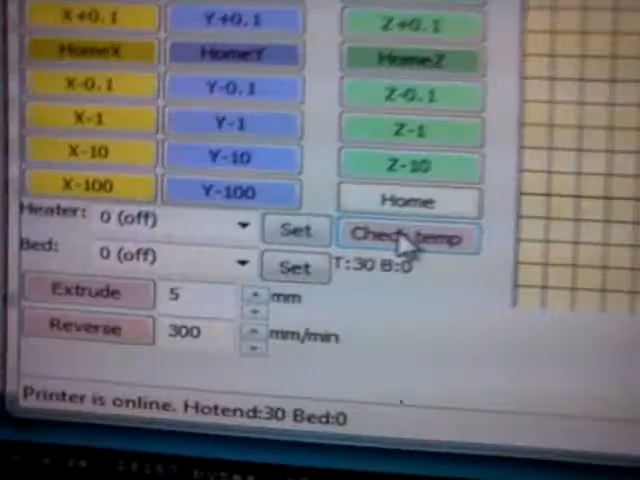 X+0.1 Y+0.1 Z+0.1
HomeX HomeY HomeZ
X-0.1 Y-0.1 Z-0.1
X-1 Y-1 Z-1
X-10 Y-10 Z-10
X-100 Y-100 Home
Heater: 0 (off) Set Check temp
Bed: 0 (off) Set T:30 B:0
Extrude 5 mm
Reverse 300 mm/min
Printer is online. Hotend:30 Bed:0